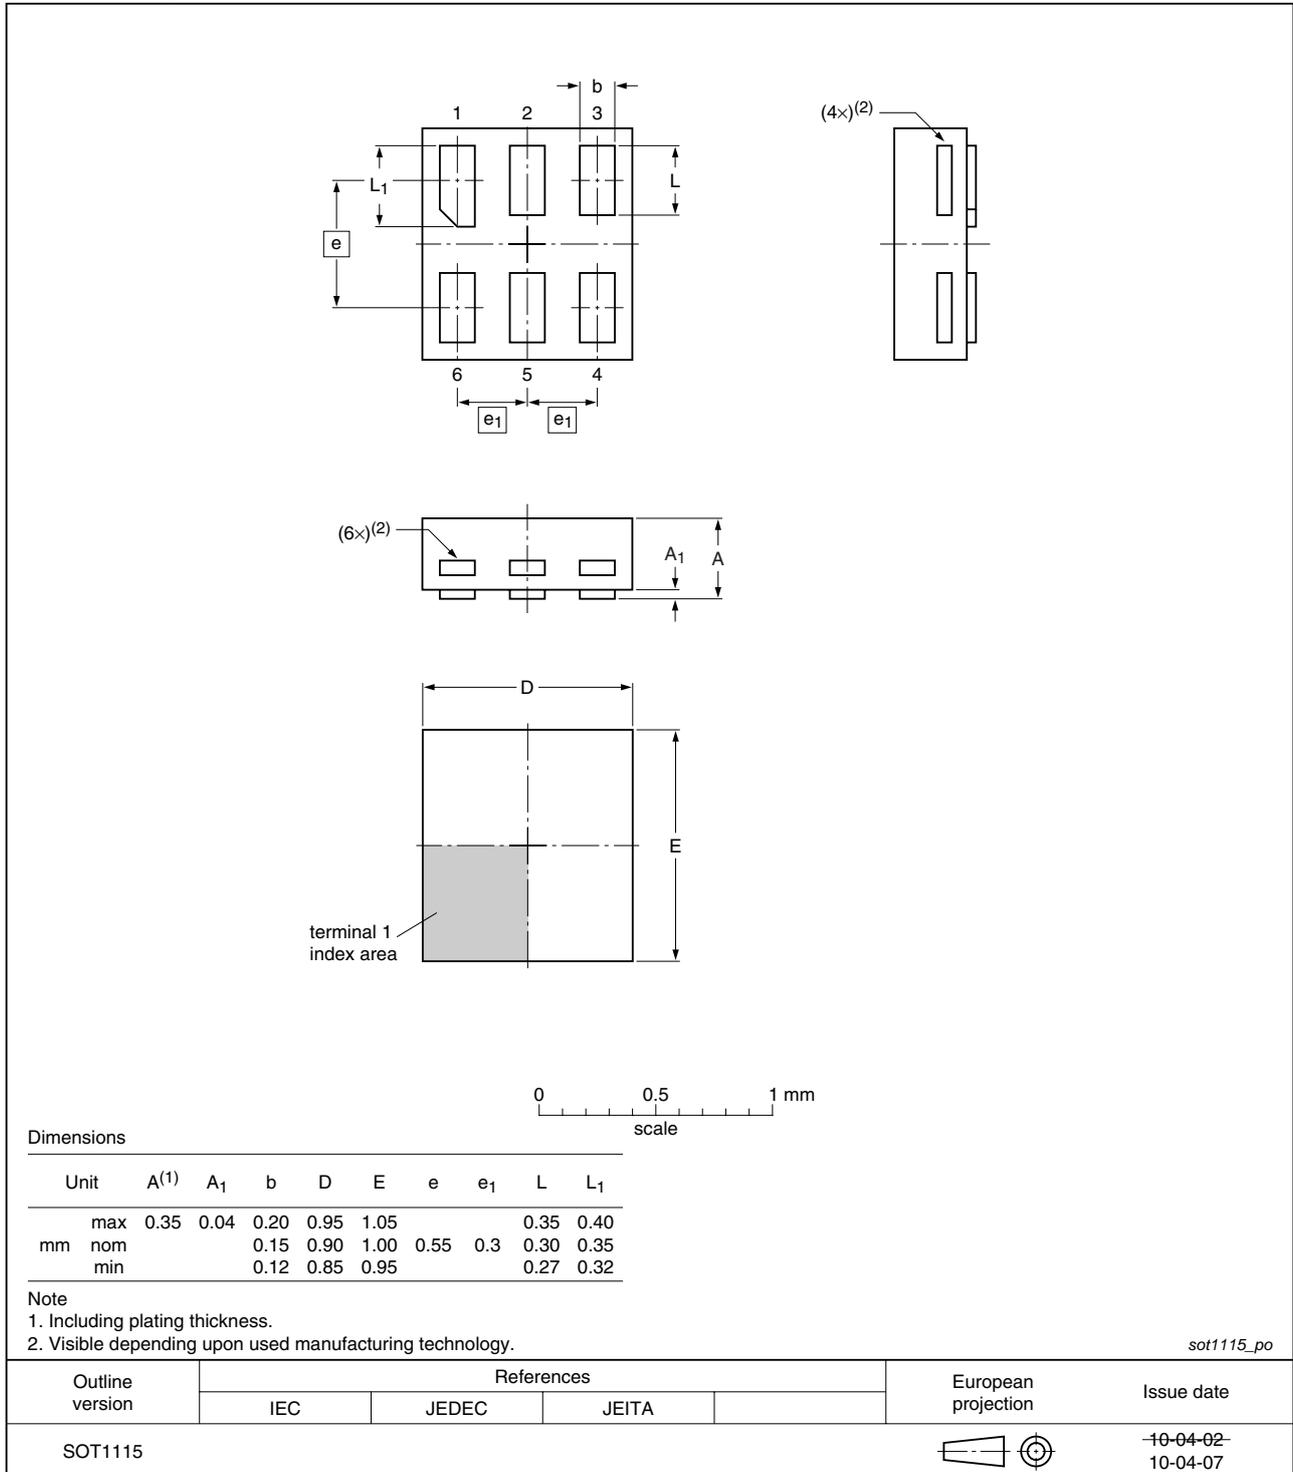 b
1 2 3
(4×)(2)
L1
L
e
6 5 4
e1 e1
(6×)(2)
A1 A
D
E
terminal 1
index area
0 0.5 1 mm
scale
Dimensions
Unit A(1) A1 b D E e e1 L L1
max 0.35 0.04 0.20 0.95 1.05 0.35 0.40
mm nom 0.15 0.90 1.00 0.55 0.3 0.30 0.35
min 0.12 0.85 0.95 0.27 0.32
Note
1. Including plating thickness.
2. Visible depending upon used manufacturing technology.
sot1115_po
Outline
version
References
IEC JEDEC JEITA
European
projection
Issue date
SOT1115
10-04-02
10-04-07